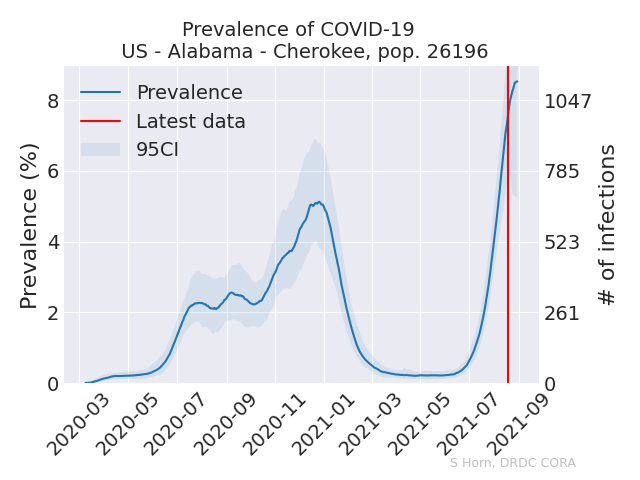 Prevalence of COVID-19
US - Alabama - Cherokee, pop. 26196
Prevalence
Latest data
95CI
Prevalence (%)
8
6
4
2
0
1047
785
523
261
0
# of infections
2020-03
2020-05
2020-07
2020-09
2020-11
2021-01
2021-03
2021-05
2021-07
2021-09
S Horn, DRDC CORA